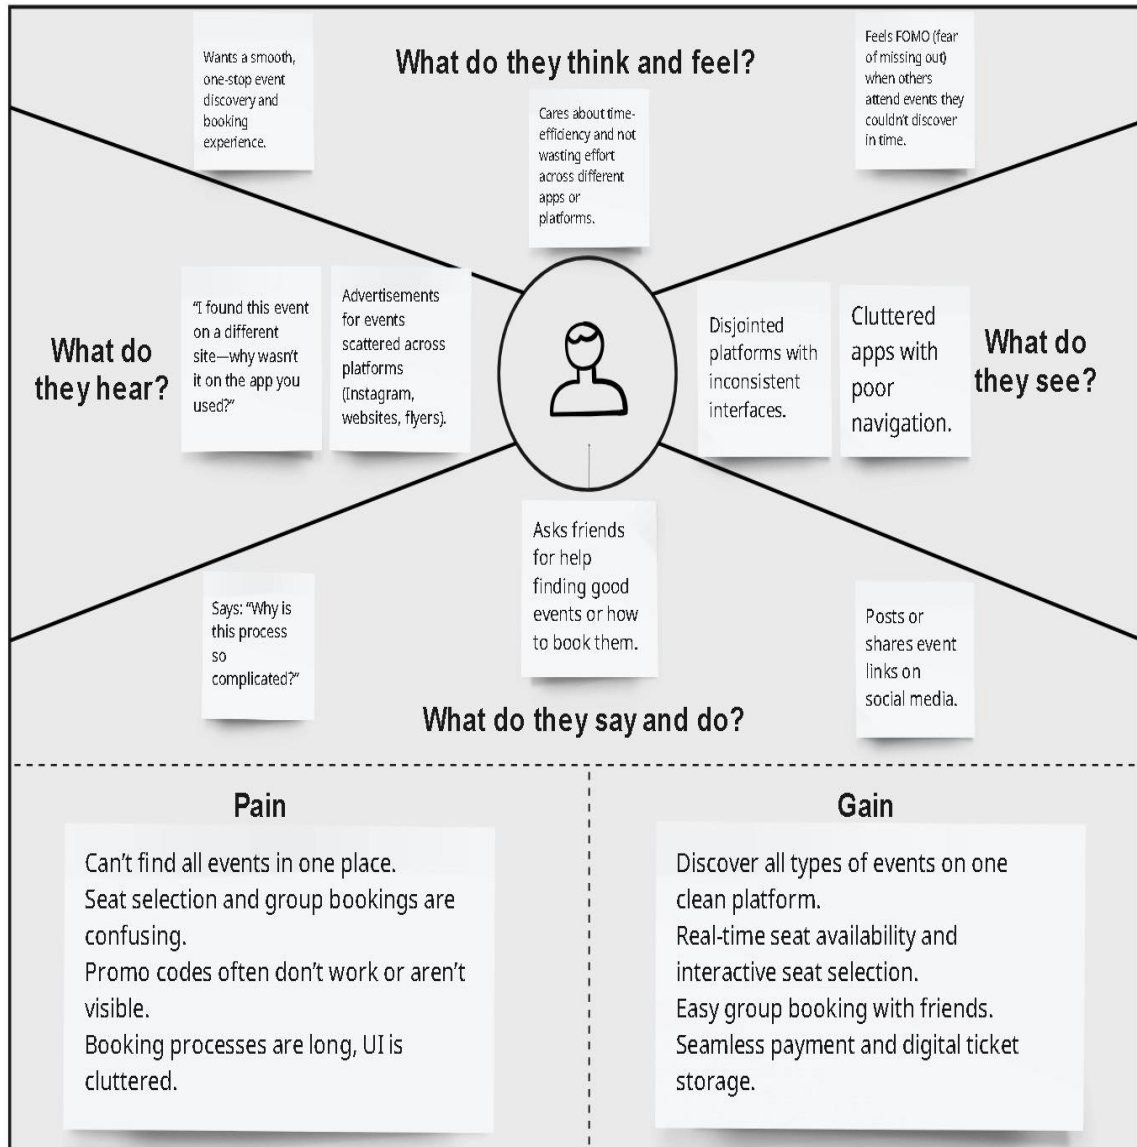 What do they think and feel?
Wants a smooth,
one-stop event
discovery and
booking
experience.
Cares about time-
efficiency and not
wasting effort
across different
apps or
platforms.
Feels FOMO (fear
of missing out)
when others
attend events they
couldn't discover
in time.
What do
they hear?
"I found this event
on a different
site—why wasn't
it on the app you
used?"
Advertisements
for events
scattered across
platforms
(Instagram,
websites, flyers).
Disjointed
platforms with
inconsistent
interfaces.
Cluttered
apps with
poor
navigation.
What do
they see?
Says: "Why is
this process
so
complicated?"
Asks friends
for help
finding good
events or how
to book them.
Posts or
shares event
links on
social media.
What do they say and do?
Pain
Can't find all events in one place.
Seat selection and group bookings are
confusing.
Promo codes often don't work or aren't
visible.
Booking processes are long, UI is
cluttered.
Gain
Discover all types of events on one
clean platform.
Real-time seat availability and
interactive seat selection.
Easy group booking with friends.
Seamless payment and digital ticket
storage.